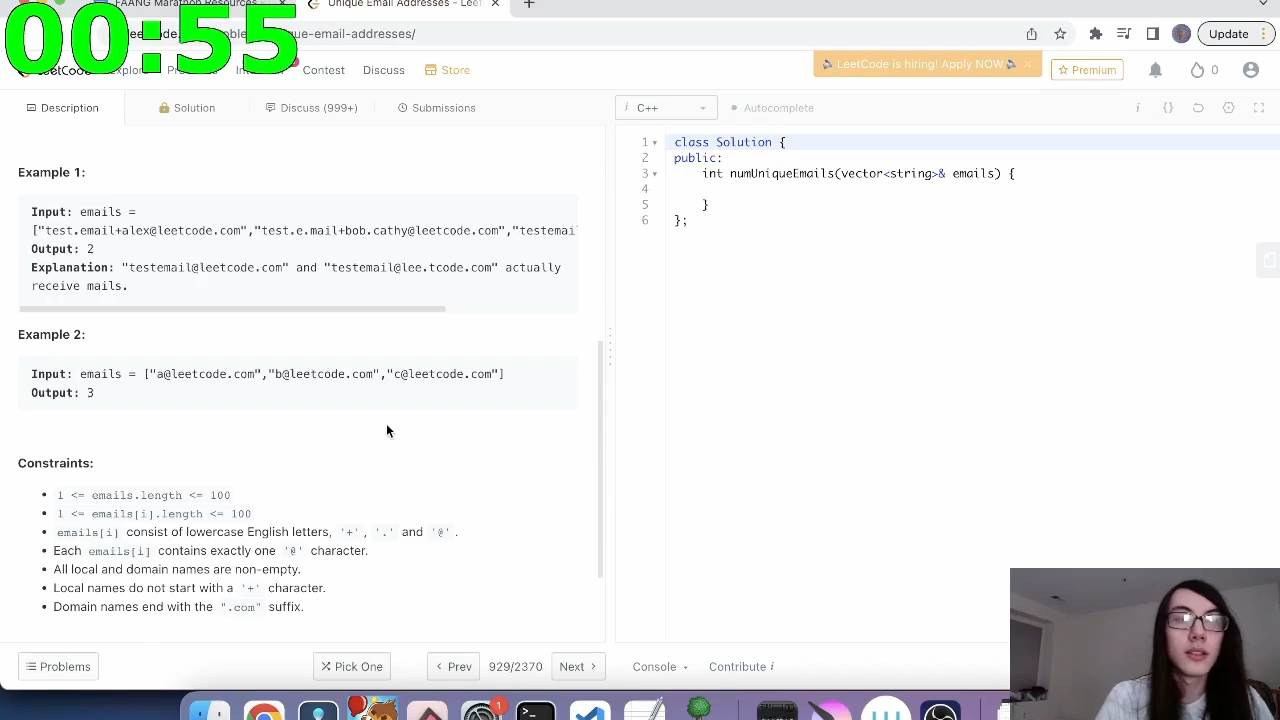 00:55
FAANG Marathon Resources -
Unique Email Addresses - Leet
que-email-addresses/
Update
Explore
Contest
Discuss
Store
LeetCode is hiring! Apply NOW.
Premium
0
Description
Solution
Discuss (999+)
Submissions
i C++
Autocomplete
i
{}
Example 1:
Input: emails =
["test.email+alex@leetcode.com","test.e.mail+bob.cathy@leetcode.com","testemai
Output: 2
Explanation: "testemail@leetcode.com" and "testemail@lee.tcode.com" actually
receive mails.
Example 2:
Input: emails = ["a@leetcode.com","b@leetcode.com","c@leetcode.com"]
Output: 3
Constraints:
1 <= emails.length <= 100
1 <= emails[i].length <= 100
emails[i] consist of lowercase English letters, '+', '.' and '@'.
Each emails[i] contains exactly one '@' character.
All local and domain names are non-empty.
Local names do not start with a '+' character.
Domain names end with the ".com" suffix.
1 class Solution {
2 public:
3 int numUniqueEmails(vector<string>& emails) {
4
5 }
6 };
Problems
Pick One
Prev
929/2370
Next
Console
Contribute i
1